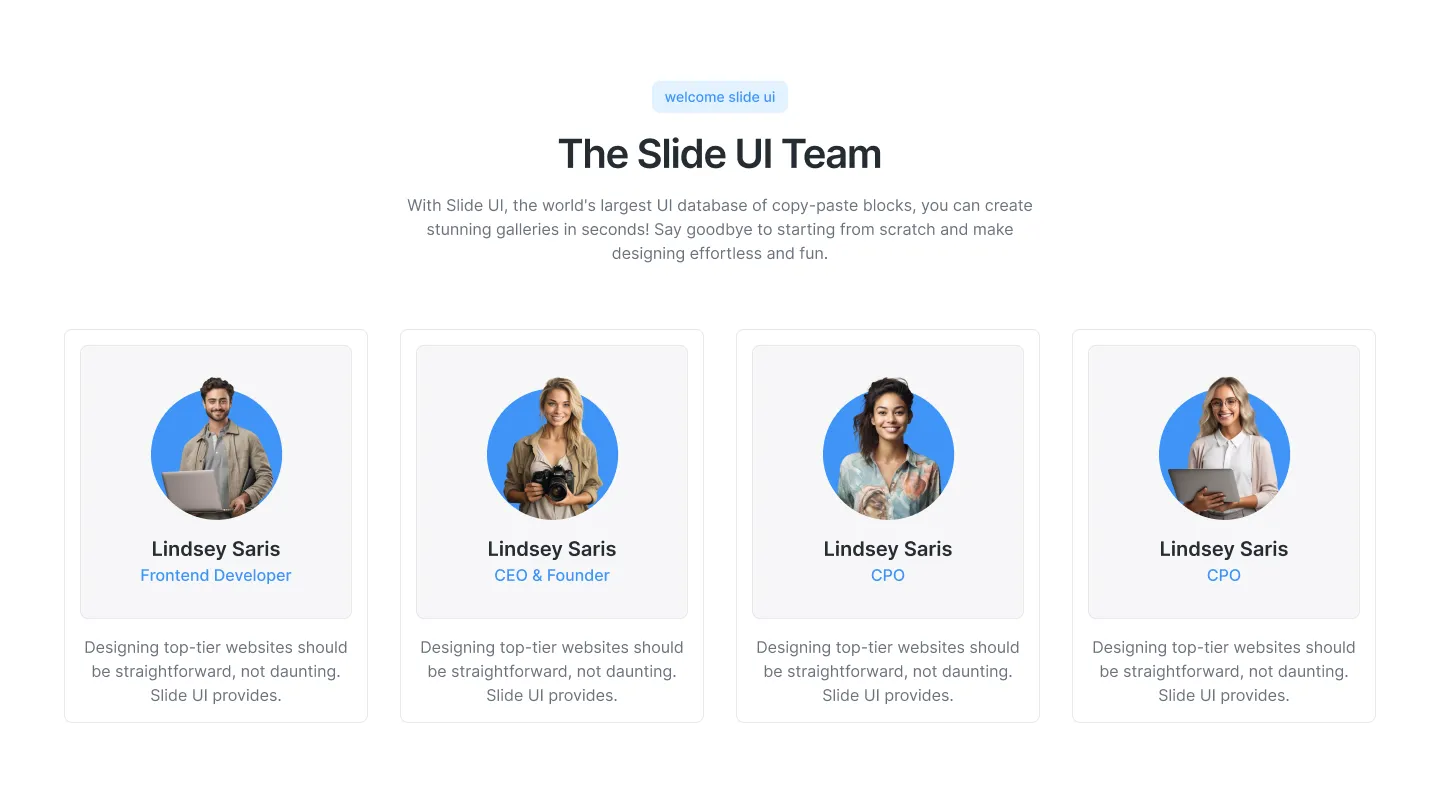 welcome slide ui
The Slide UI Team
With Slide UI, the world's largest UI database of copy-paste blocks, you can create
stunning galleries in seconds! Say goodbye to starting from scratch and make
designing effortless and fun.
Lindsey Saris
Frontend Developer
Designing top-tier websites should
be straightforward, not daunting.
Slide UI provides.
Lindsey Saris
CEO & Founder
Designing top-tier websites should
be straightforward, not daunting.
Slide UI provides.
Lindsey Saris
CPO
Designing top-tier websites should
be straightforward, not daunting.
Slide UI provides.
Lindsey Saris
CPO
Designing top-tier websites should
be straightforward, not daunting.
Slide UI provides.